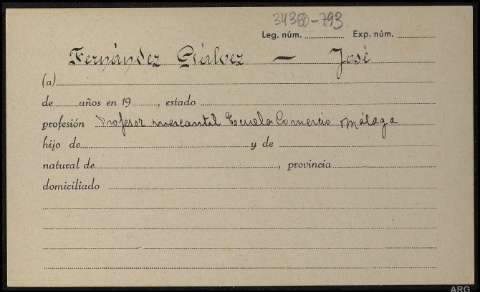 34380-793
Leg. núm. Exp. núm.
Fernández Gálvez — José
(a)
de años en 19 , estado
profesión Profesor mercantil Escuela Comercio Málaga
hijo de y de
natural de , provincia
domiciliado
ARG